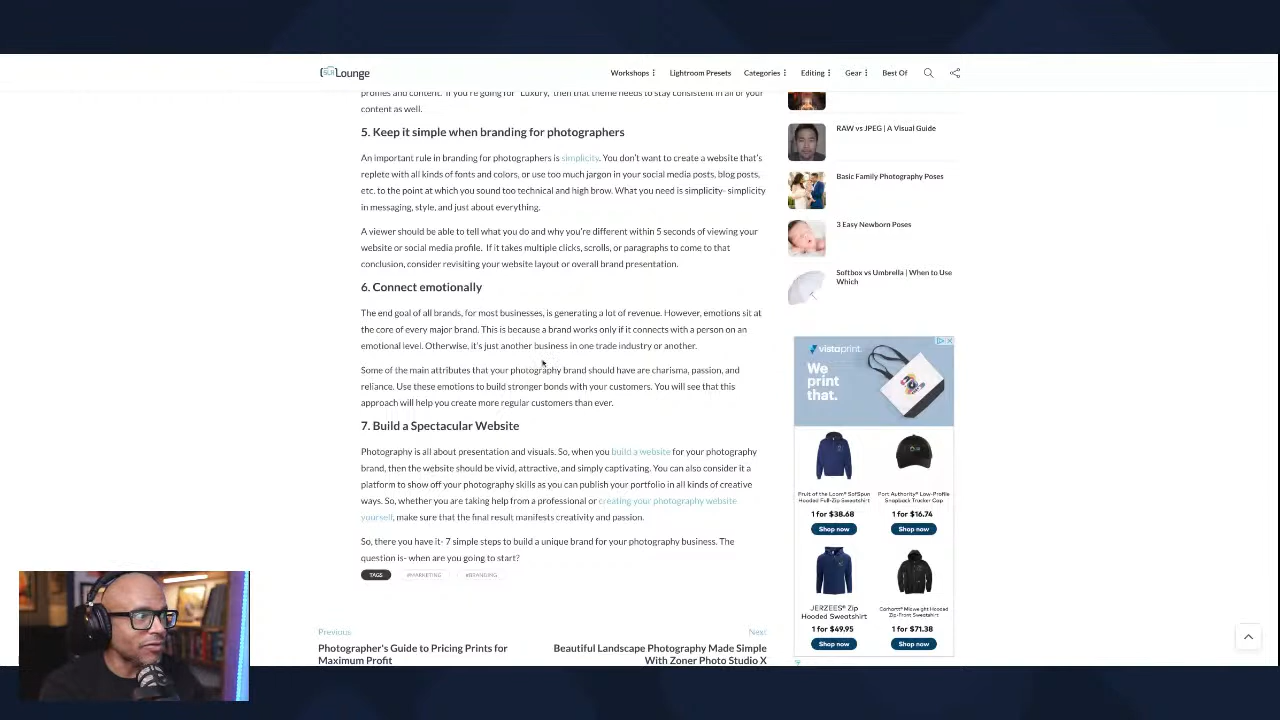 SLR Lounge
Workshops
Lightroom Presets
Categories
Editing
Gear
Best Of
profiles and content. If you're going for "Luxury," then that theme needs to stay consistent in all of your
content as well.
5. Keep it simple when branding for photographers
An important rule in branding for photographers is simplicity. You don't want to create a website that's
replete with all kinds of fonts and colors, or use too much jargon in your social media posts, blog posts,
etc. to the point at which you sound too technical and high brow. What you need is simplicity- simplicity
in messaging, style, and just about everything.
A viewer should be able to tell what you do and why you're different within 5 seconds of viewing your
website or social media profile. If it takes multiple clicks, scrolls, or paragraphs to come to that
conclusion, consider revisiting your website layout or overall brand presentation.
6. Connect emotionally
The end goal of all brands, for most businesses, is generating a lot of revenue. However, emotions sit at
the core of every major brand. This is because a brand works only if it connects with a person on an
emotional level. Otherwise, it's just another business in one trade industry or another.
Some of the main attributes that your photography brand should have are charisma, passion, and
reliance. Use these emotions to build stronger bonds with your customers. You will see that this
approach will help you create more regular customers than ever.
7. Build a Spectacular Website
Photography is all about presentation and visuals. So, when you build a website for your photography
brand, then the website should be vivid, attractive, and simply captivating. You can also consider it a
platform to show off your photography skills as you can publish your portfolio in all kinds of creative
ways. So, whether you are taking help from a professional or creating your photography website
yourself, make sure that the final result manifests creativity and passion.
So, there you have it- 7 simple steps to build a unique brand for your photography business. The
question is- when are you going to start?
TAGS
#MARKETING
#BRANDING
Previous
Photographer's Guide to Pricing Prints for
Maximum Profit
Next
Beautiful Landscape Photography Made Simple
With Zoner Photo Studio X
RAW vs JPEG | A Visual Guide
Basic Family Photography Poses
3 Easy Newborn Poses
Softbox vs Umbrella | When to Use
Which
vistaprint.
We
print
that.
Fruit of the Loom® SofSpun
Hooded Full-Zip Sweatshirt
1 for $38.68
Shop now
Port Authority® Low-Profile
Snapback Trucker Cap
1 for $16.74
Shop now
JERZEES® Zip
Hooded Sweatshirt
1 for $49.95
Shop now
Carhartt® Midweight Hooded
Zip-Front Sweatshirt
1 for $71.38
Shop now